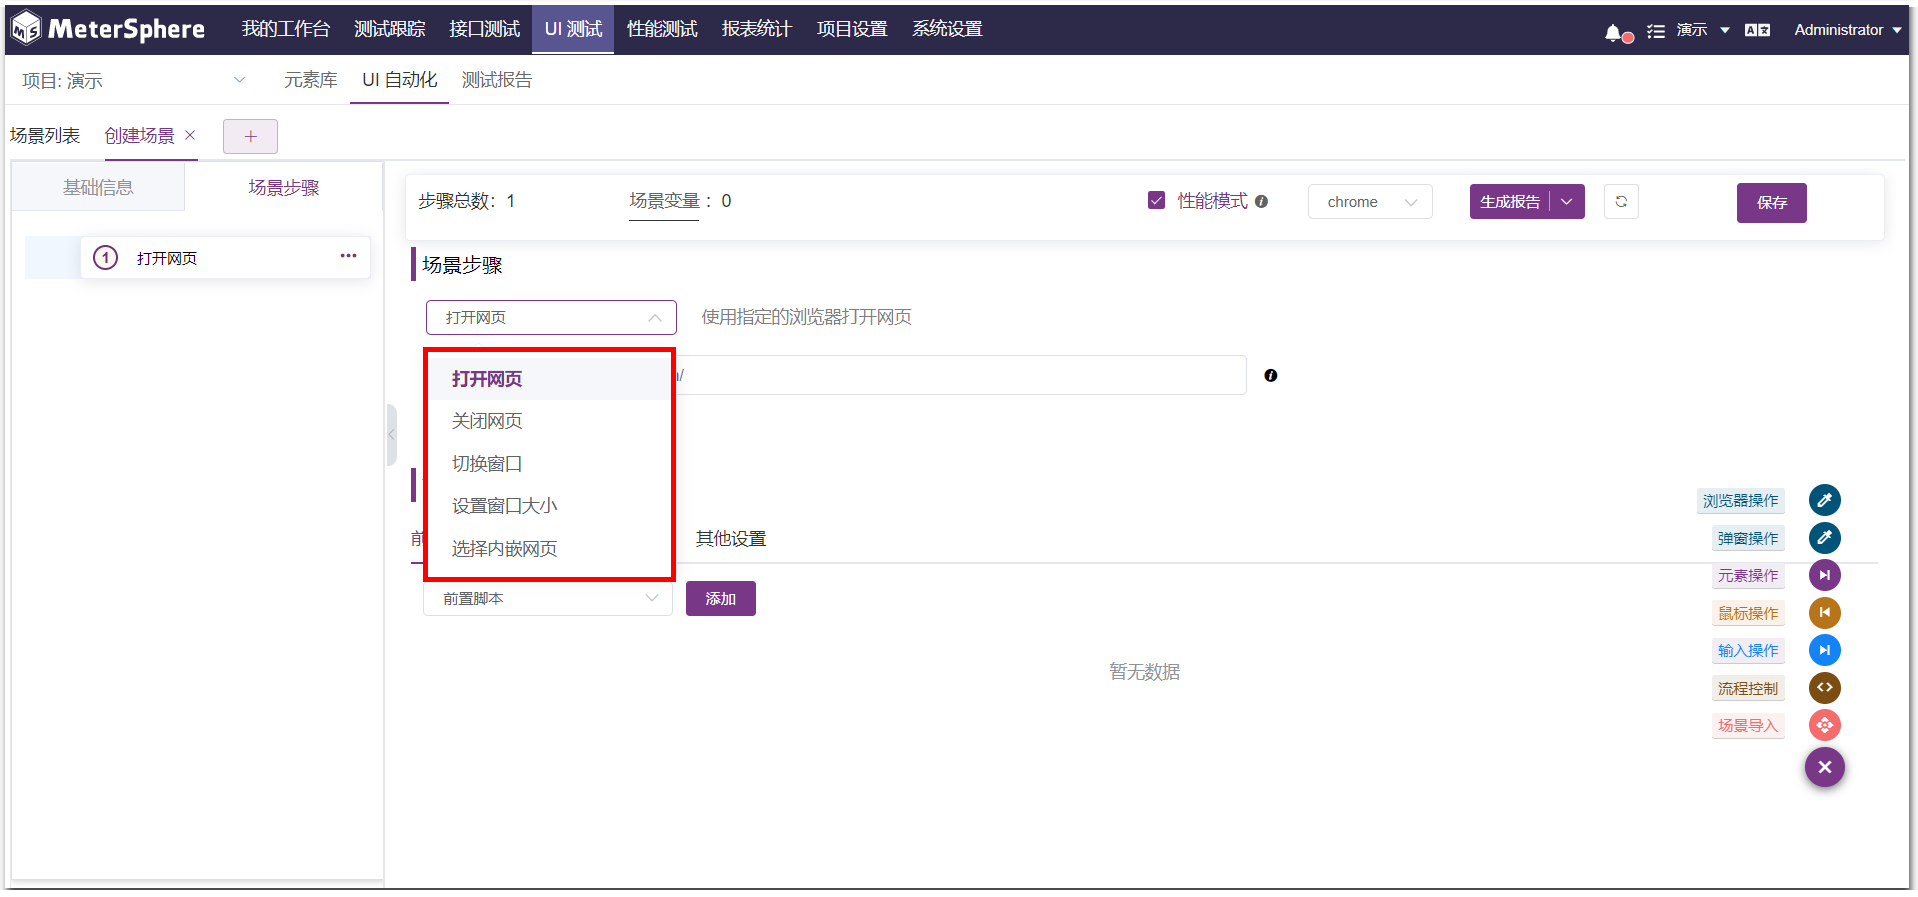 MeterSphere 我的工作台 测试跟踪 接口测试 UI 测试 性能测试 报表统计 项目设置 系统设置 演示 Administrator
项目: 演示 元素库 UI 自动化 测试报告
场景列表 创建场景
基础信息 场景步骤
步骤总数: 1 场景变量 : 0 性能模式 chrome 生成报告 保存
1 打开网页
场景步骤
打开网页 使用指定的浏览器打开网页
打开网页
关闭网页
切换窗口
设置窗口大小
选择内嵌网页
其他设置
前置脚本 添加
暂无数据
浏览器操作
弹窗操作
元素操作
鼠标操作
输入操作
流程控制
场景导入